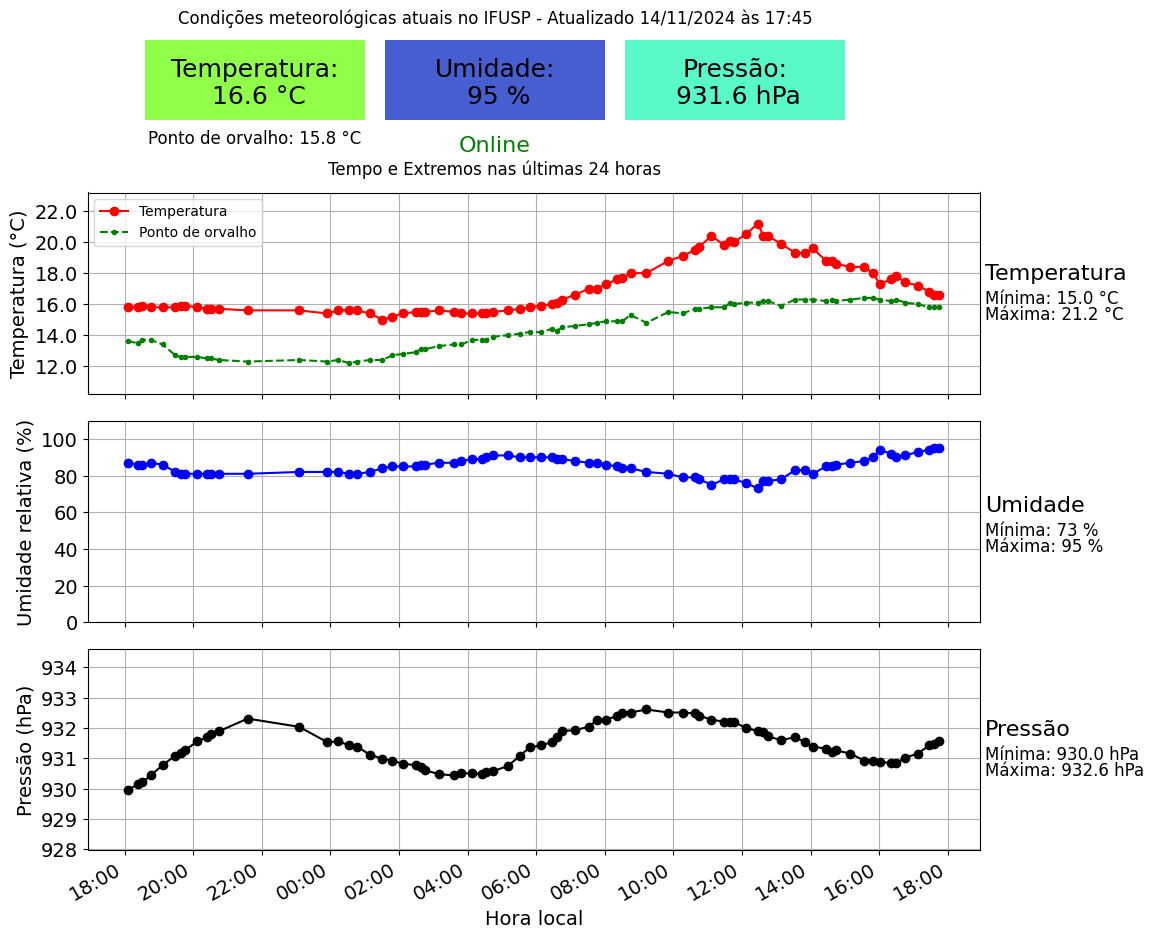 Condições meteorológicas atuais no IFUSP - Atualizado 14/11/2024 às 17:45
Temperatura:
16.6 °C
Umidade:
95 %
Pressão:
931.6 hPa
Ponto de orvalho: 15.8 °C
Online
Tempo e Extremos nas últimas 24 horas
Temperatura (°C)
22.0
20.0
18.0
16.0
14.0
12.0
Temperatura
Ponto de orvalho
Temperatura
Mínima: 15.0 °C
Máxima: 21.2 °C
Umidade relativa (%)
100
80
60
40
20
0
Umidade
Mínima: 73 %
Máxima: 95 %
Pressão (hPa)
934
933
932
931
930
929
928
Pressão
Mínima: 930.0 hPa
Máxima: 932.6 hPa
18:00 20:00 22:00 00:00 02:00 04:00 06:00 08:00 10:00 12:00 14:00 16:00 18:00
Hora local